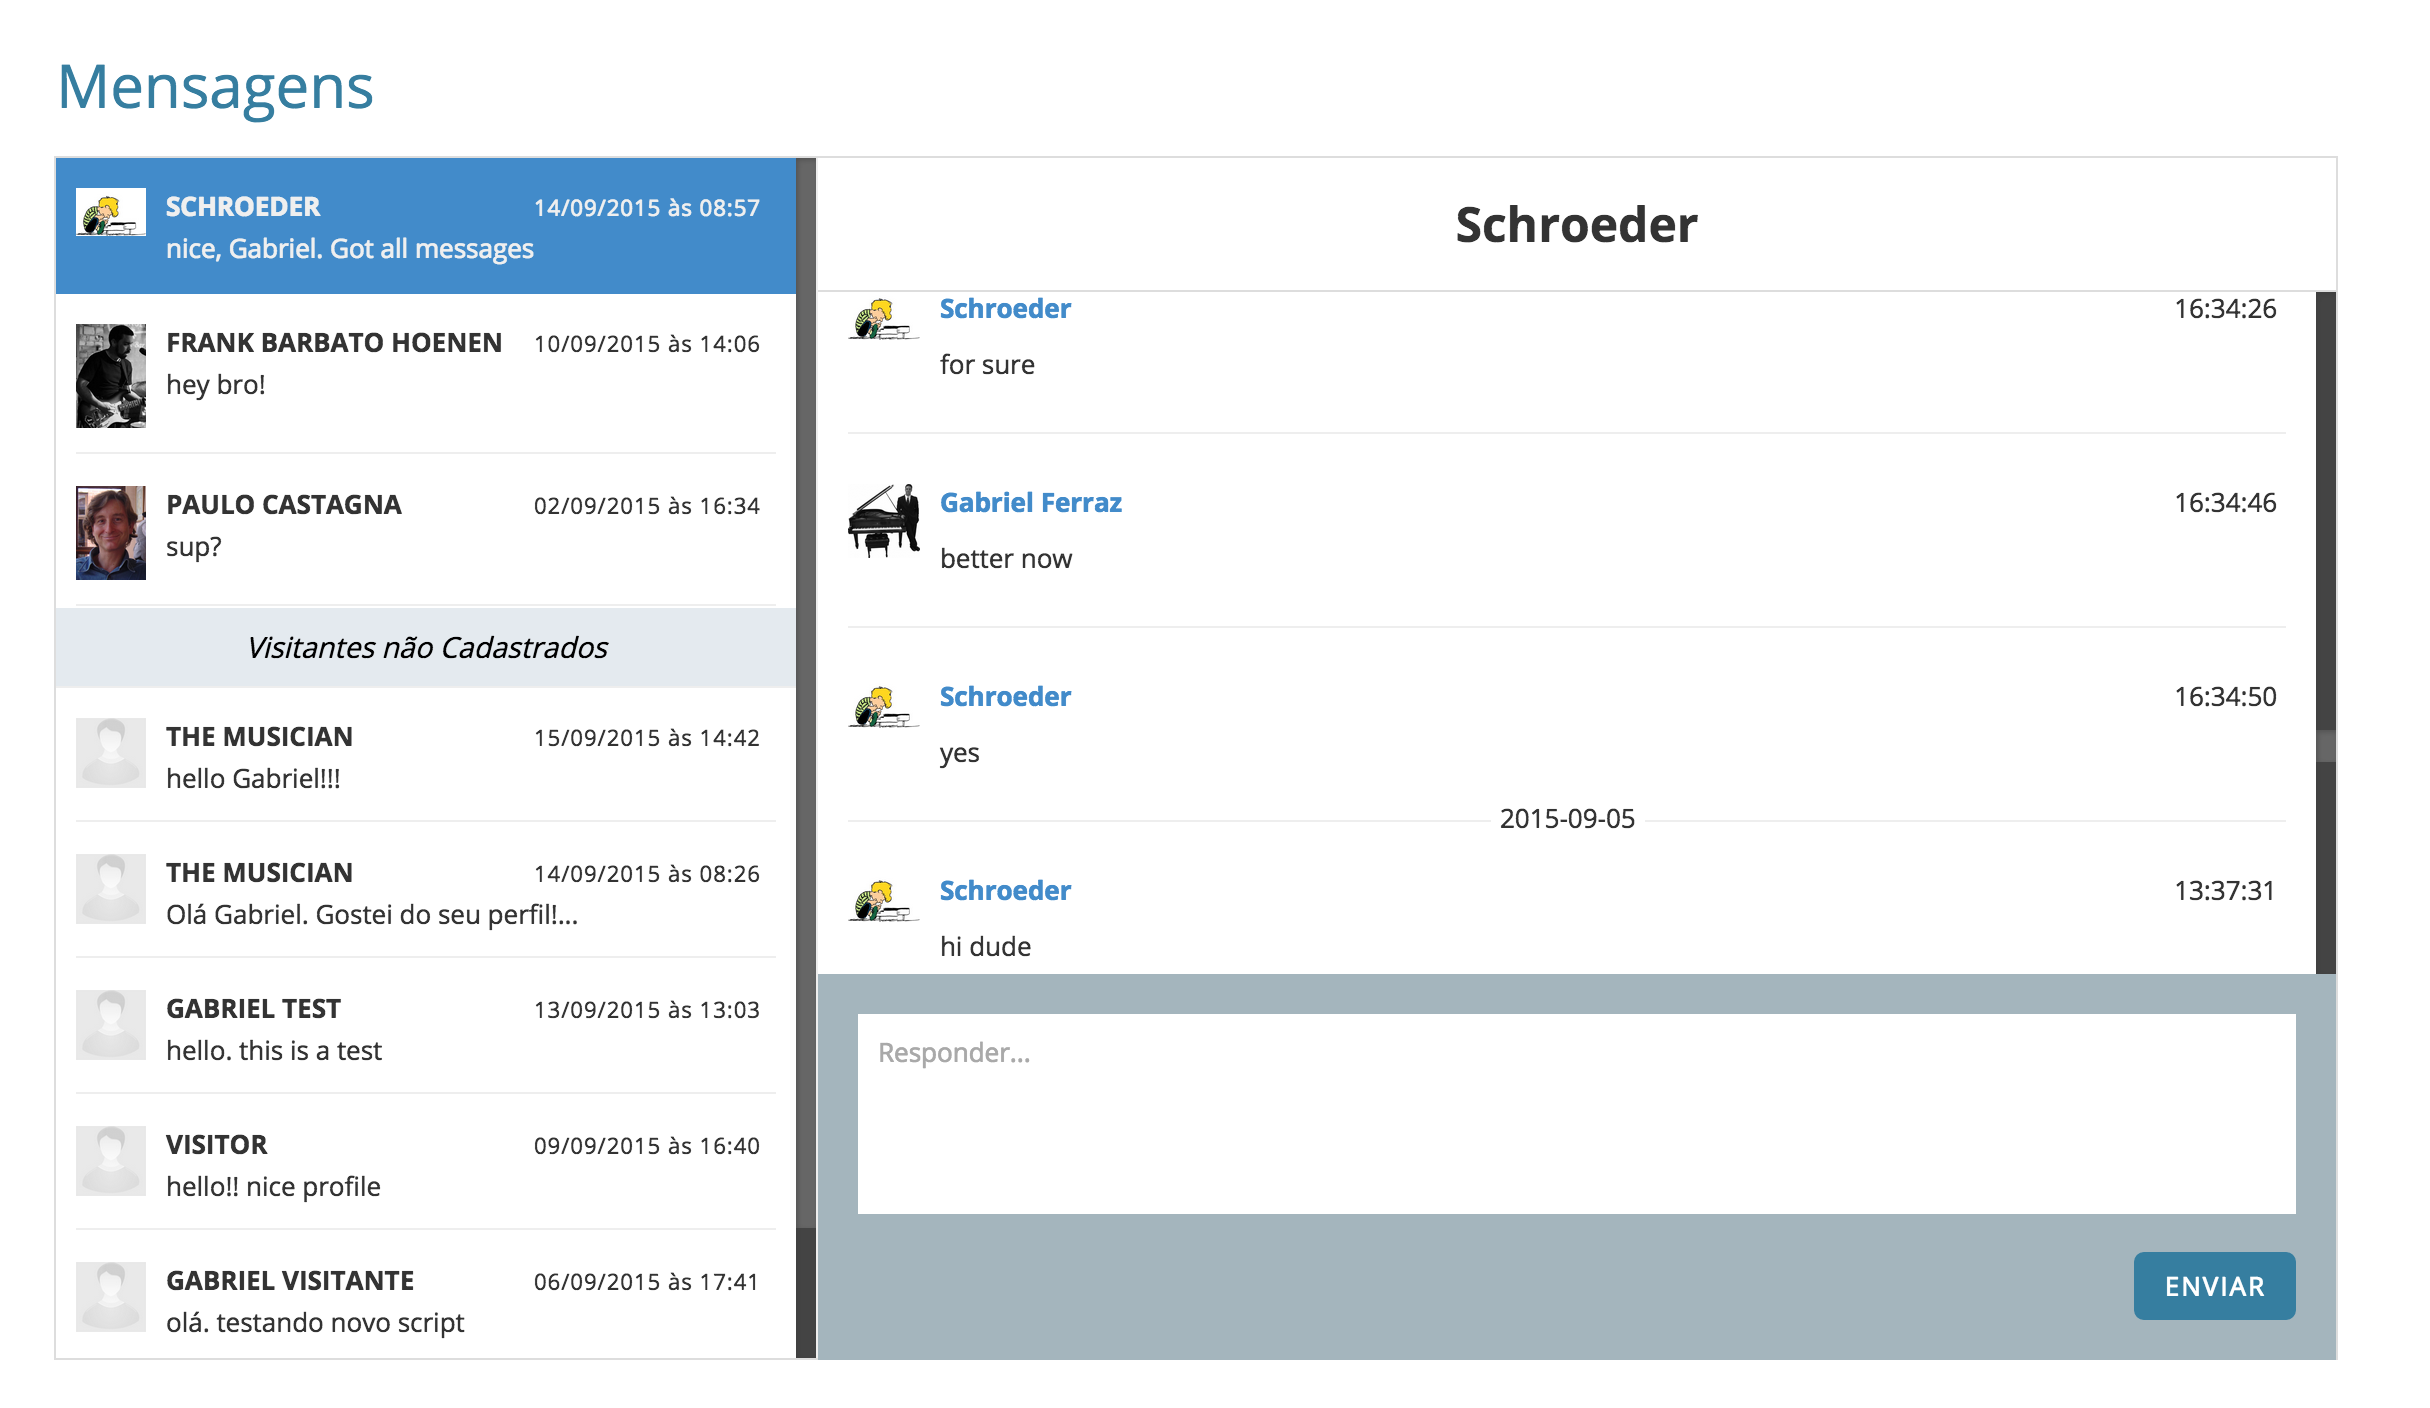 Mensagens
SCHROEDER 14/09/2015 às 08:57
nice, Gabriel. Got all messages
FRANK BARBATO HOENEN 10/09/2015 às 14:06
hey bro!
PAULO CASTAGNA 02/09/2015 às 16:34
sup?
Visitantes não Cadastrados
THE MUSICIAN 15/09/2015 às 14:42
hello Gabriel!!!
THE MUSICIAN 14/09/2015 às 08:26
Olá Gabriel. Gostei do seu perfil!...
GABRIEL TEST 13/09/2015 às 13:03
hello. this is a test
VISITOR 09/09/2015 às 16:40
hello!! nice profile
GABRIEL VISITANTE 06/09/2015 às 17:41
olá. testando novo script
Schroeder
Schroeder 16:34:26
for sure
Gabriel Ferraz 16:34:46
better now
Schroeder 16:34:50
yes
2015-09-05
Schroeder 13:37:31
hi dude
Responder...
ENVIAR